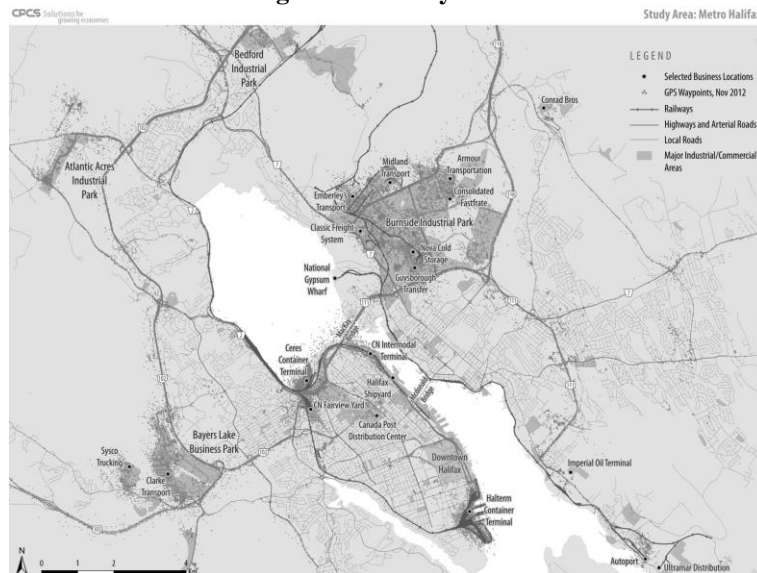 CPCS Solutions for
growing economies
Study Area: Metro Halifax
LEGEND
Selected Business Locations
GPS Waypoints, Nov 2012
Railways
Highways and Arterial Roads
Local Roads
Major Industrial/Commercial
Areas
Bedford
Industrial
Park
Conrad Bros
Atlantic Acres
Industrial
Park
Midland
Transport
Armour
Transportation
Emberley
Transport
Consolidated
Fastfrate
Burnside Industrial Park
Classic Freight
System
Nova Cold
Storage
National
Gypsum
Wharf
Guysborough
Transfer
MacKay
Bridge
Ceres
Container
Terminal
CN Intermodal
Terminal
Halifax
Shipyard
Macdonald
Bridge
CN Fairview Yard
Canada Post
Distribution Center
Bayers Lake
Business Park
Sysco
Trucking
Clarke
Transport
Downtown
Halifax
Imperial Oil Terminal
Halterm
Container
Terminal
Autoport
Ultramar Distribution
N
0 1 2 4